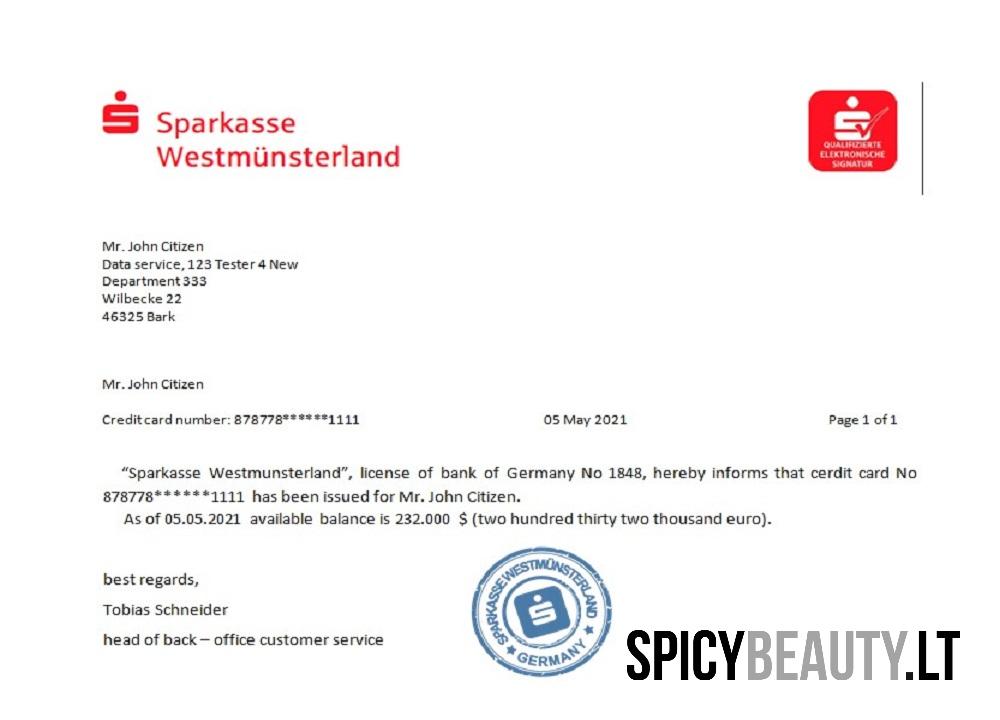 Sparkasse
Westmünsterland
QUALIFIZIERTE
ELEKTRONISCHE
SIGNATUR
Mr. John Citizen
Data service, 123 Tester 4 New
Department 333
Wilbecke 22
46325 Bark
Mr. John Citizen
Credit card number: 878778******1111 05 May 2021 Page 1 of 1
“Sparkasse Westmunsterland”, license of bank of Germany No 1848, hereby informs that cerdit card No
878778******1111 has been issued for Mr. John Citizen.
As of 05.05.2021 available balance is 232.000 $ (two hundred thirty two thousand euro).
best regards,
Tobias Schneider
head of back – office customer service
SPARKASSE WESTMÜNSTERLAND
GERMANY
SPICYBEAUTY.LT